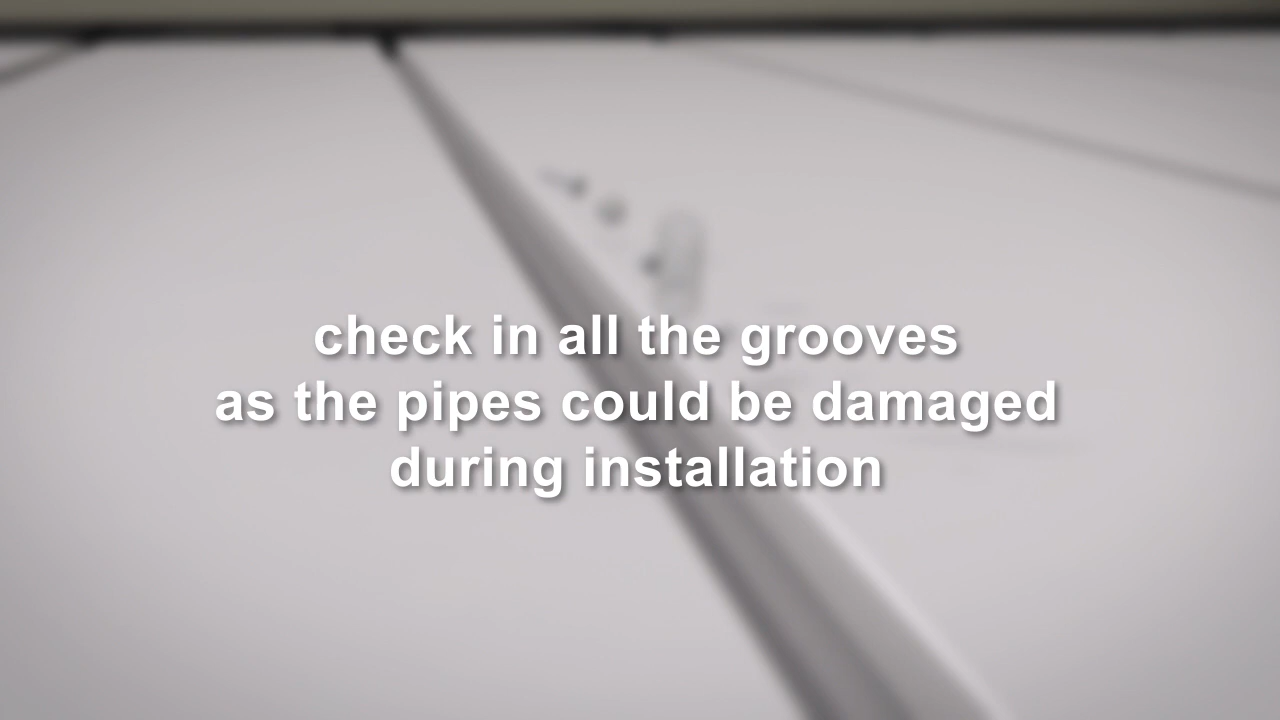 check in all the grooves
as the pipes could be damaged
during installation